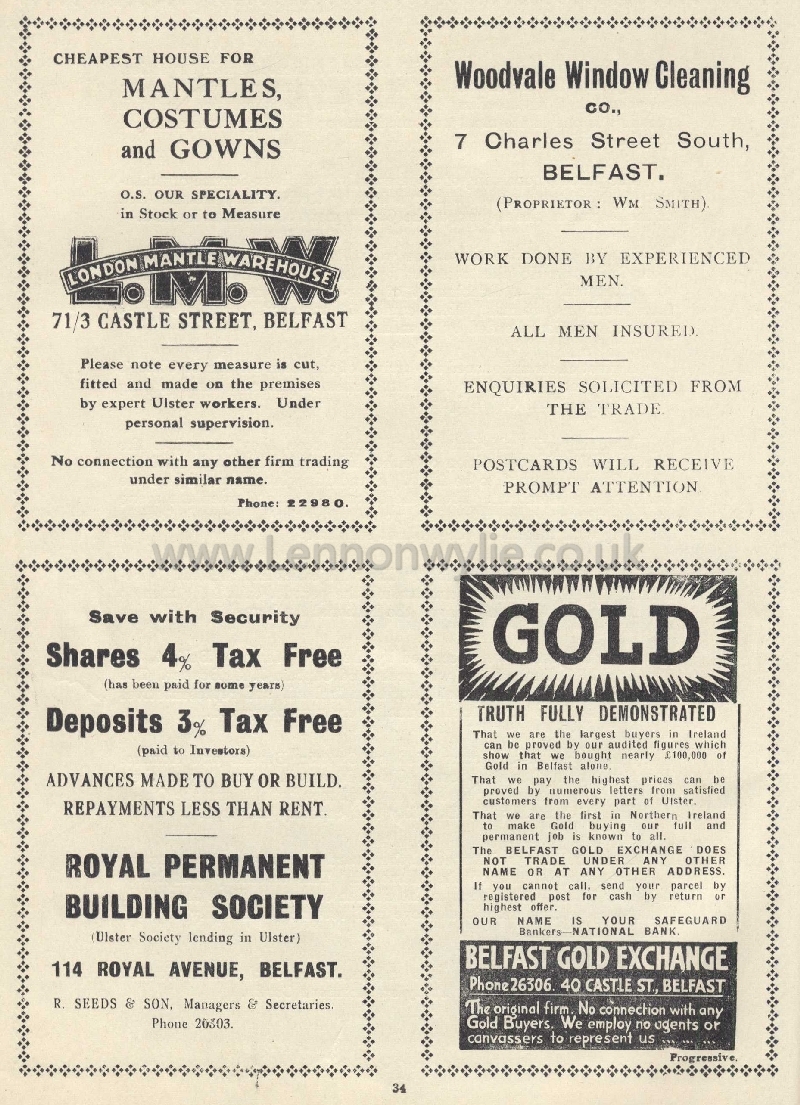 CHEAPEST HOUSE FOR
MANTLES,
COSTUMES
and GOWNS
O.S. OUR SPECIALITY.
in Stock or to Measure
L.M.W.
LONDON MANTLE WAREHOUSE
71/3 CASTLE STREET, BELFAST
Please note every measure is cut,
fitted and made on the premises
by expert Ulster workers. Under
personal supervision.
No connection with any other firm trading
under similar name.
Phone: 22980.
Woodvale Window Cleaning
CO.,
7 Charles Street South,
BELFAST.
(PROPRIETOR : WM. SMITH).
WORK DONE BY EXPERIENCED
MEN.
ALL MEN INSURED.
ENQUIRIES SOLICITED FROM
THE TRADE.
POSTCARDS WILL RECEIVE
PROMPT ATTENTION.
www.Lennonwylie.co.uk
Save with Security
Shares 4% Tax Free
(has been paid for some years)
Deposits 3% Tax Free
(paid to Investors)
ADVANCES MADE TO BUY OR BUILD.
REPAYMENTS LESS THAN RENT.
ROYAL PERMANENT
BUILDING SOCIETY
(Ulster Society lending in Ulster)
114 ROYAL AVENUE, BELFAST.
R. SEEDS & SON, Managers & Secretaries.
Phone 26303.
GOLD
TRUTH FULLY DEMONSTRATED
That we are the largest buyers in Ireland
can be proved by our audited figures which
show that we bought nearly £100,000 of
Gold in Belfast alone.
That we pay the highest prices can be
proved by numerous letters from satisfied
customers from every part of Ulster.
That we are the first in Northern Ireland
to make Gold buying our full and
permanent job is known to all.
The BELFAST GOLD EXCHANGE DOES
NOT TRADE UNDER ANY OTHER
NAME OR AT ANY OTHER ADDRESS.
If you cannot call, send your parcel by
registered post for cash by return or
highest offer.
OUR NAME IS YOUR SAFEGUARD
Bankers—NATIONAL BANK.
BELFAST GOLD EXCHANGE
Phone 26306. 40 CASTLE ST., BELFAST
The original firm. No connection with any
Gold Buyers. We employ no agents or
canvassers to represent us ... ... ...
Progressive.
34